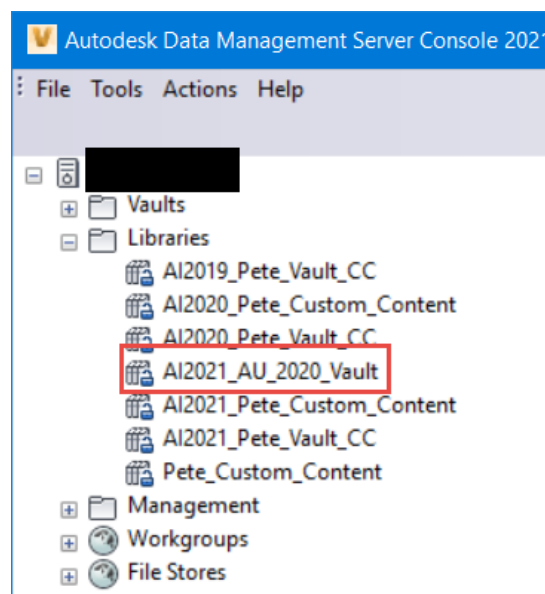 Autodesk Data Management Server Console 2021
File Tools Actions Help
Vaults
Libraries
AI2019_Pete_Vault_CC
AI2020_Pete_Custom_Content
AI2020_Pete_Vault_CC
AI2021_AU_2020_Vault
AI2021_Pete_Custom_Content
AI2021_Pete_Vault_CC
Pete_Custom_Content
Management
Workgroups
File Stores